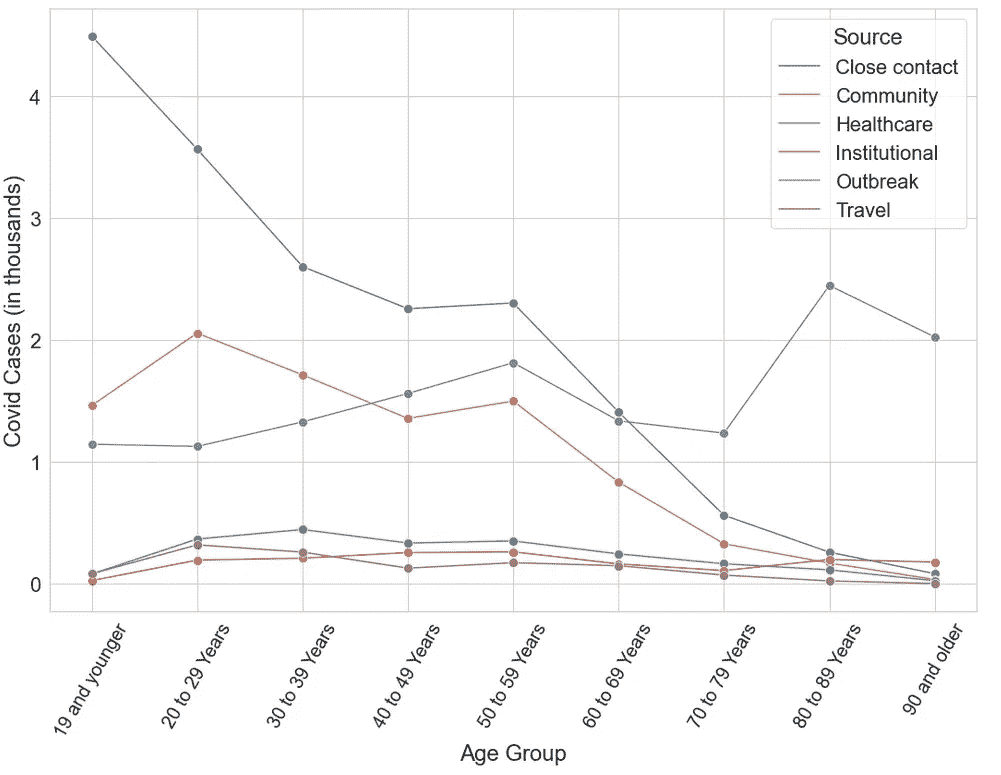 Source
Close contact
Community
Healthcare
Institutional
Outbreak
Travel
Covid Cases (in thousands)
4
3
2
1
0
19 and younger
20 to 29 Years
30 to 39 Years
40 to 49 Years
50 to 59 Years
60 to 69 Years
70 to 79 Years
80 to 89 Years
90 and older
Age Group